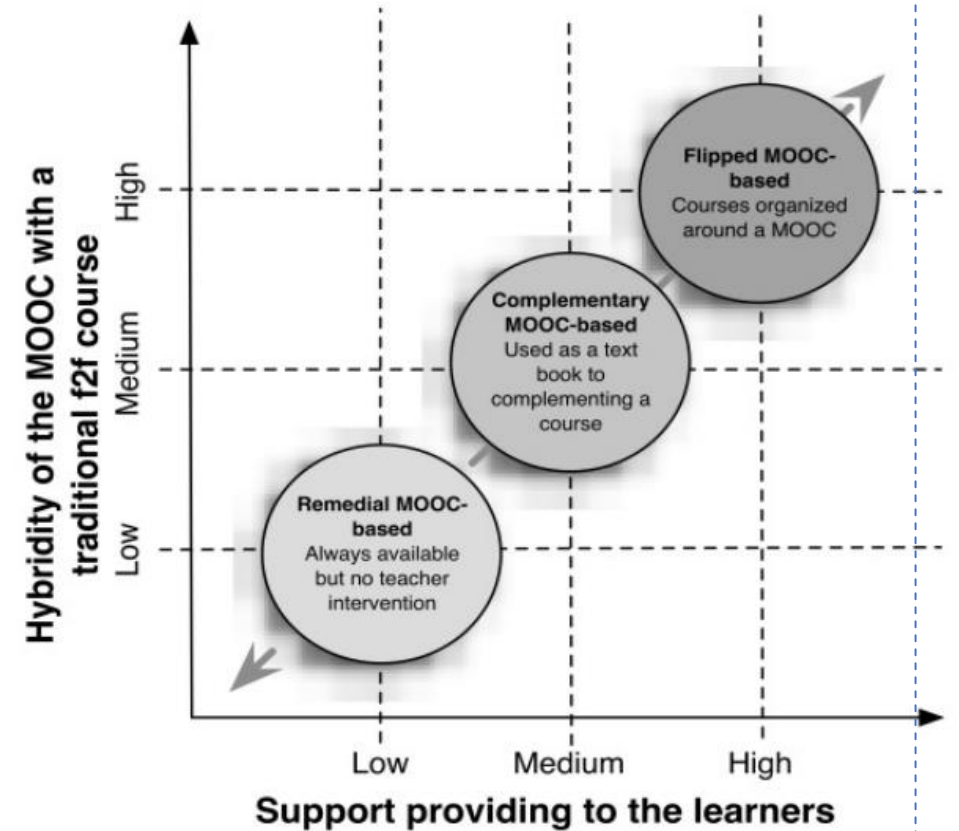 Hybridity of the MOOC with a
traditional f2f course
High
Medium
Low
Flipped MOOC-
based
Courses organized
around a MOOC
Complementary
MOOC-based
Used as a text
book to
complementing a
course
Remedial MOOC-
based
Always available
but no teacher
intervention
Low
Medium
High
Support providing to the learners